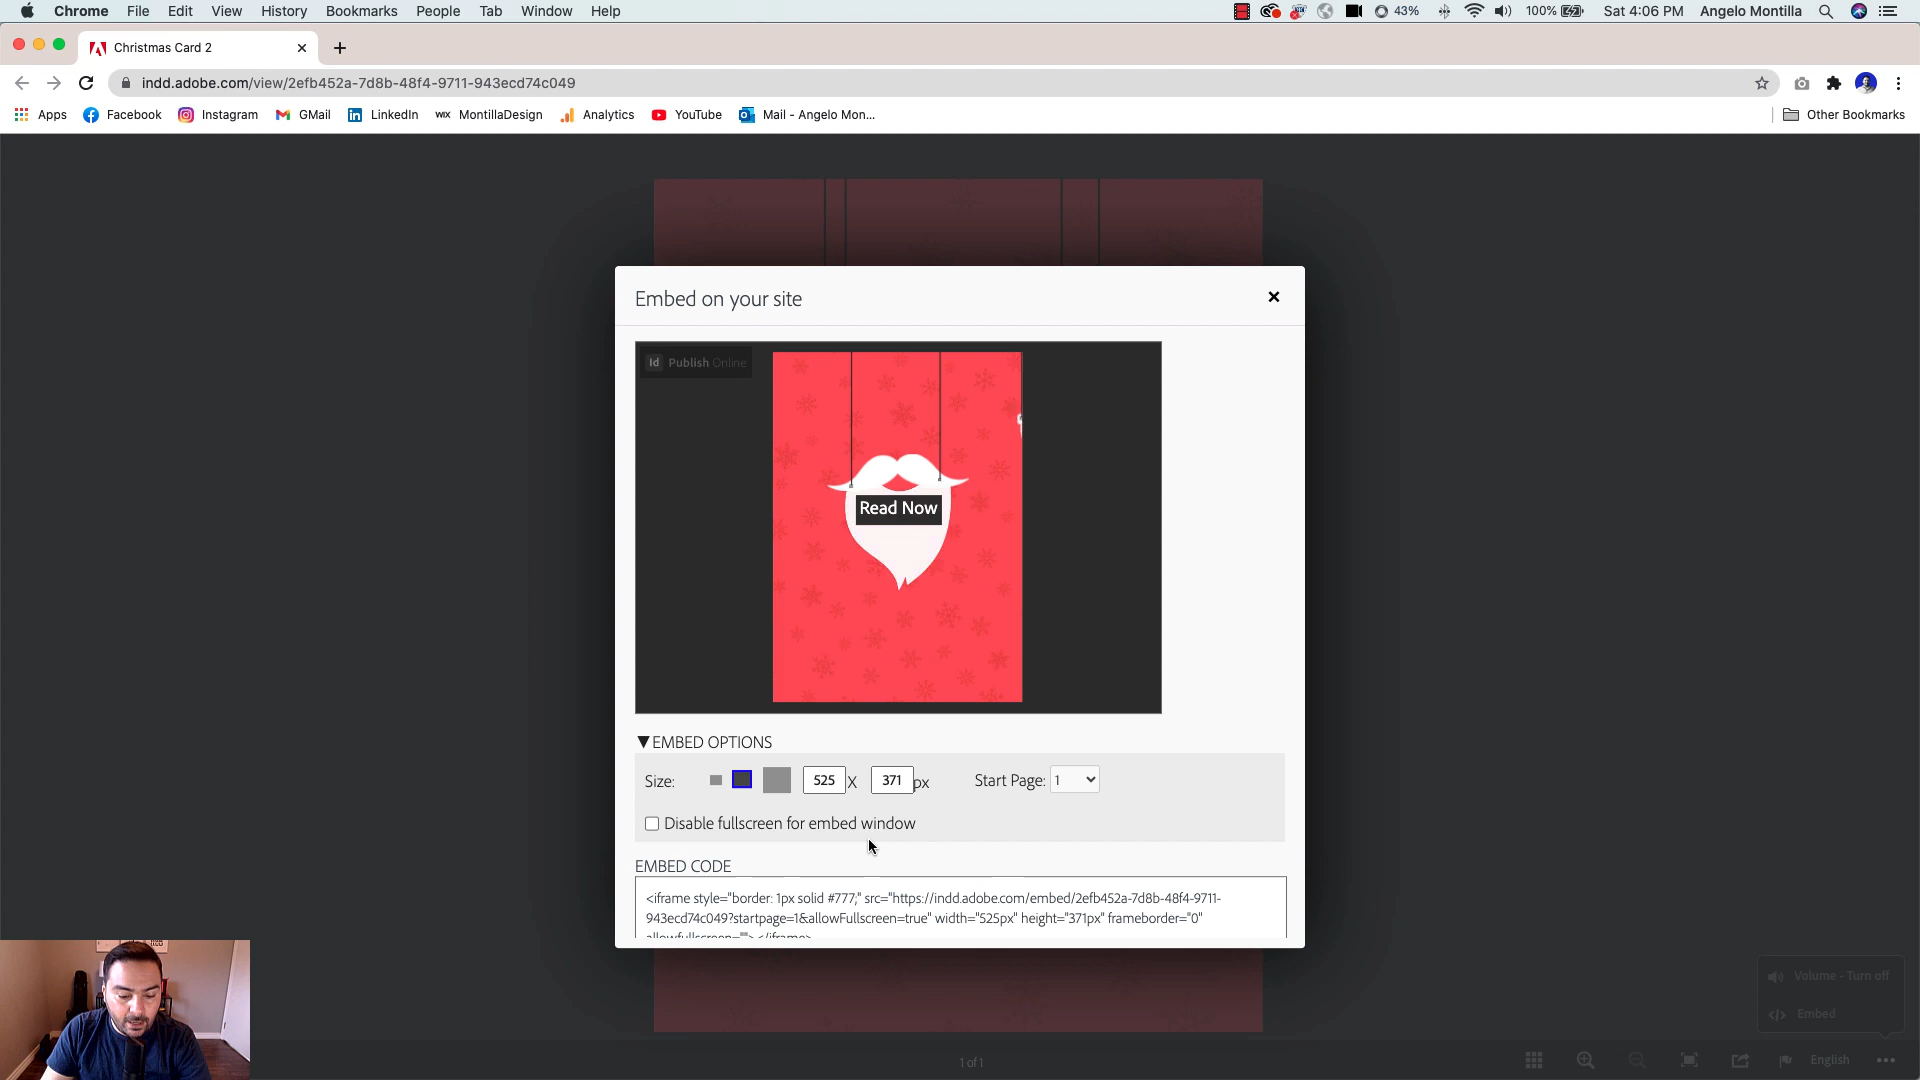 Chrome File Edit View History Bookmarks People Tab Window Help
43% 100% Sat 4:06 PM Angelo Montilla
Christmas Card 2
indd.adobe.com/view/2efb452a-7d8b-48f4-9711-943ecd74c049
Apps Facebook Instagram GMail LinkedIn WIX MontillaDesign Analytics YouTube Mail - Angelo Mon... Other Bookmarks
Embed on your site
Id Publish Online
Read Now
▼EMBED OPTIONS
Size: 525 X 371 px Start Page: 1
Disable fullscreen for embed window
EMBED CODE
<iframe style="border: 1px solid #777;" src="https://indd.adobe.com/embed/2efb452a-7d8b-48f4-9711-
943ecd74c049?startpage=1&allowFullscreen=true" width="525px" height="371px" frameborder="0"
allowfullscreen=""></iframe>
Volume - Turn off
Embed
1 of 1
English